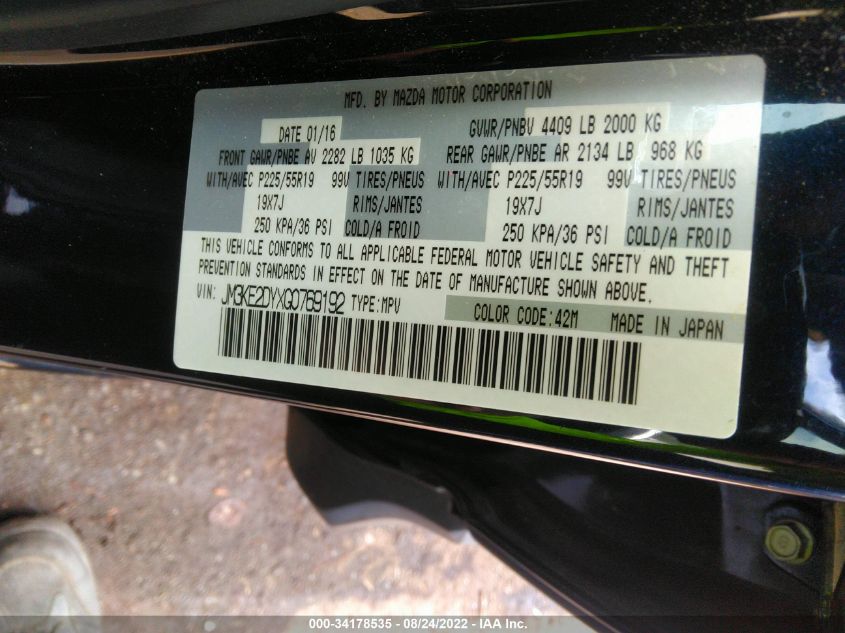 MFD. BY MAZDA MOTOR CORPORATION
DATE 01/16 GVWR/PNBV 4409 LB 2000 KG
FRONT GAWR/PNBE AV 2282 LB 1035 KG REAR GAWR/PNBE AR 2134 LB 968 KG
WITH/AVEC P225/55R19 99V TIRES/PNEUS WITH/AVEC P225/55R19 99V TIRES/PNEUS
19X7J RIMS/JANTES 19X7J RIMS/JANTES
250 KPA/36 PSI COLD/A FROID 250 KPA/36 PSI COLD/A FROID
THIS VEHICLE CONFORMS TO ALL APPLICABLE FEDERAL MOTOR VEHICLE SAFETY AND THEFT
PREVENTION STANDARDS IN EFFECT ON THE DATE OF MANUFACTURE SHOWN ABOVE.
VIN: JM3KE2DYXG0769192 TYPE:MPV COLOR CODE:42M MADE IN JAPAN
000-34178535 - 08/24/2022 - IAA Inc.